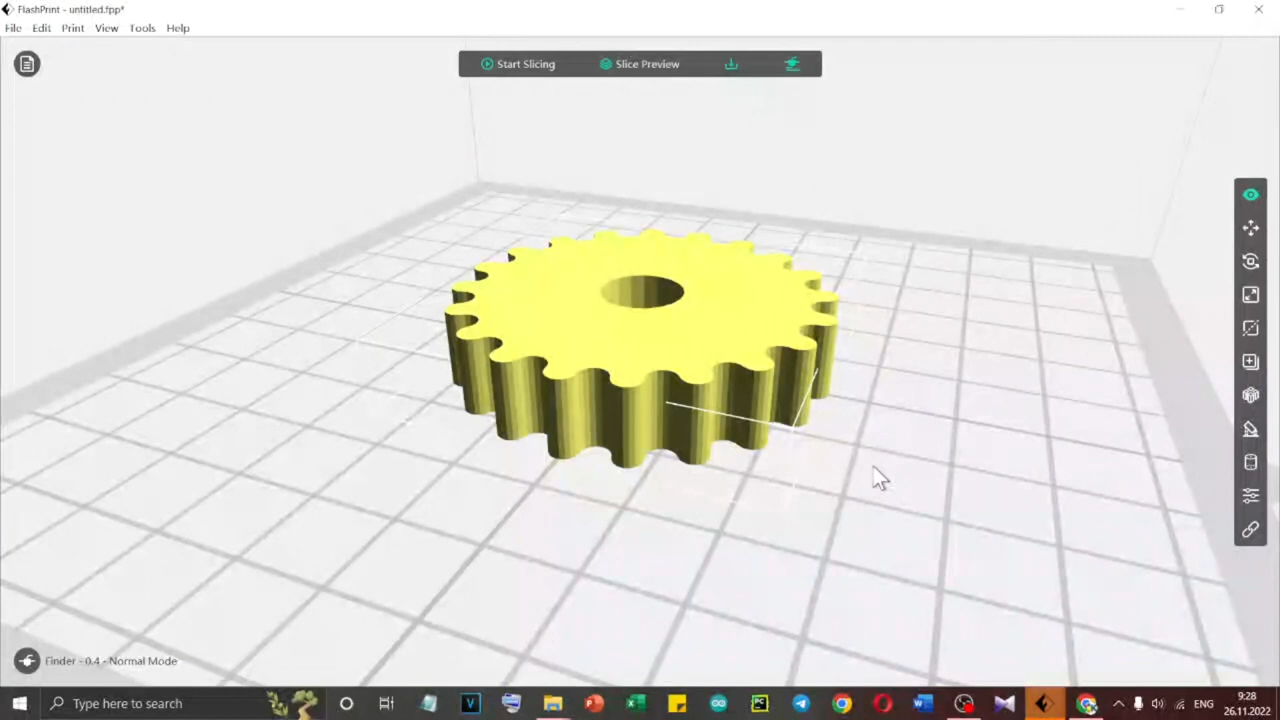 FlashPrint - untitled.fpp*
File Edit Print View Tools Help
Start Slicing Slice Preview
Finder - 0.4 - Normal Mode
Type here to search
V
PC
ENG
9:28
26.11.2022